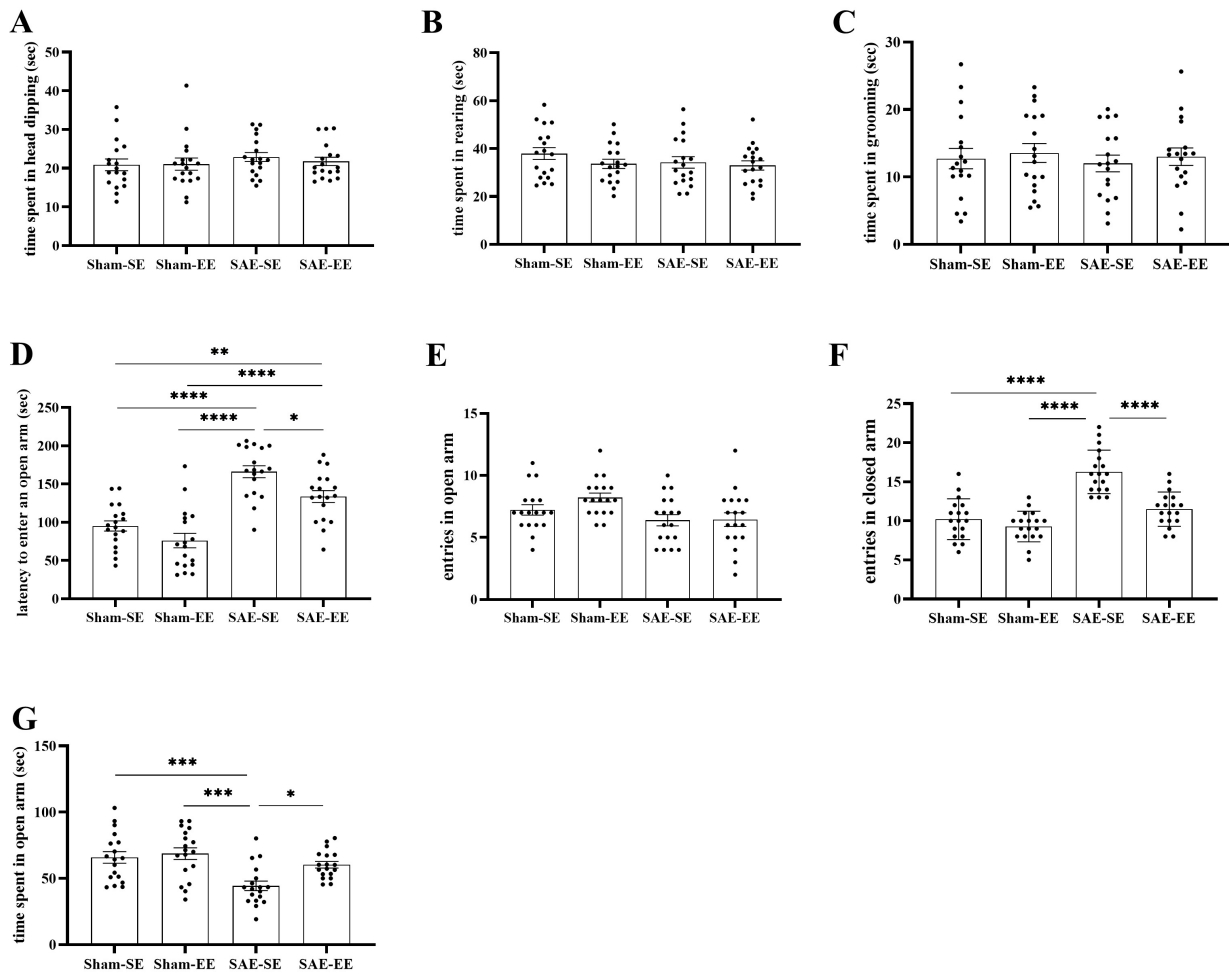 A
time spent in head dipping (sec)
50
40
30
20
10
0
Sham-SE Sham-EE SAE-SE SAE-EE
B
time spent in rearing (sec)
80
60
40
20
0
Sham-SE Sham-EE SAE-SE SAE-EE
C
time spent in grooming (sec)
30
20
10
0
Sham-SE Sham-EE SAE-SE SAE-EE
D
latency to enter an open arm (sec)
**
****
****
**** *
250
200
150
100
50
0
Sham-SE Sham-EE SAE-SE SAE-EE
E
entries in open arm
15
10
5
0
Sham-SE Sham-EE SAE-SE SAE-EE
F
entries in closed arm
****
**** ****
25
20
15
10
5
0
Sham-SE Sham-EE SAE-SE SAE-EE
G
time spent in open arm (sec)
***
*** *
150
100
50
0
Sham-SE Sham-EE SAE-SE SAE-EE